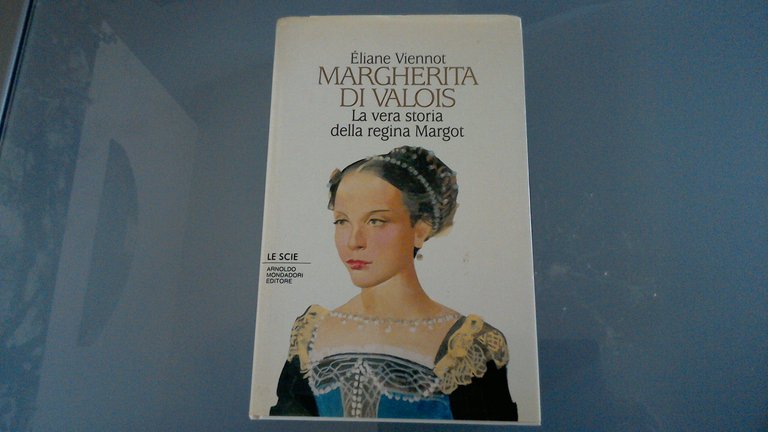 Éliane Viennot
MARGHERITA
DI VALOIS
La vera storia
della regina Margot
LE SCIE
ARNOLDO
MONDADORI
EDITORE